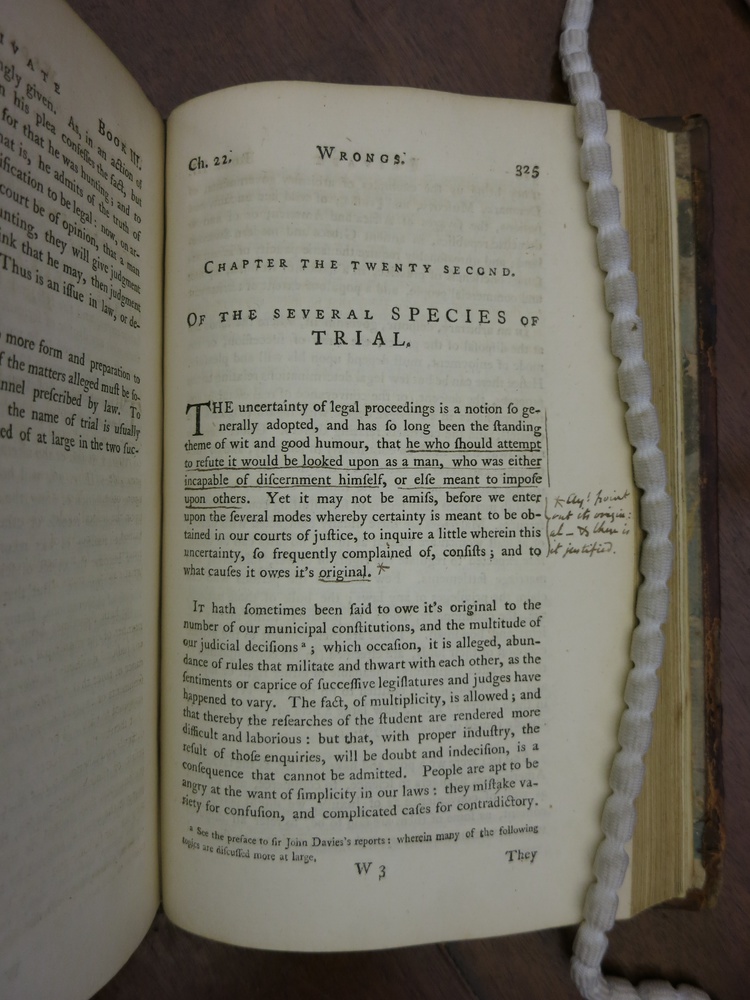 VATE
BOOK III.
ngly given. As, in an action of
n his plea confesses the fact, but
for that he was hunting; and to
hat is, he admits of the truth of
ification to be legal: now, on ar-
court be of opinion, that a man
unting, they will give judgment
ink that he may, then judgment
Thus is an iſſue in law, or de-
more form and preparation to
f the matters alleged muſt be ſo-
nnel preſcribed by law. To
the name of trial is uſually
ed of at large in the two ſuc-
Ch. 22.
WRONGS.
325
CHAPTER THE TWENTY SECOND.
OF THE SEVERAL SPECIES OF
TRIAL.
THE uncertainty of legal proceedings is a notion ſo ge-
nerally adopted, and has ſo long been the ſtanding
theme of wit and good humour, that he who ſhould attempt
to refute it would be looked upon as a man, who was either
incapable of diſcernment himſelf, or elſe meant to impoſe
upon others. Yet it may not be amiſs, before we enter
upon the ſeveral modes whereby certainty is meant to be ob-
tained in our courts of juſtice, to inquire a little wherein this
uncertainty, ſo frequently complained of, conſiſts; and to
what cauſes it owes it's original.
point
out its origin:
al – & there is
it justified.
IT hath ſometimes been ſaid to owe it's original to the
number of our municipal conſtitutions, and the multitude of
our judicial deciſions a; which occaſion, it is alleged, abun-
dance of rules that militate and thwart with each other, as the
ſentiments or caprice of ſucceſſive legiſlatures and judges have
happened to vary. The fact, of multiplicity, is allowed; and
that thereby the reſearches of the ſtudent are rendered more
difficult and laborious: but that, with proper induſtry, the
reſult of thoſe enquiries, will be doubt and indeciſion, is a
conſequence that cannot be admitted. People are apt to be
angry at the want of ſimplicity in our laws: they miſtake va-
riety for confuſion, and complicated caſes for contradictory.
a See the preface to ſir John Davies's reports: wherein many of the following
topics are diſcuſſed more at large.
W 3
They